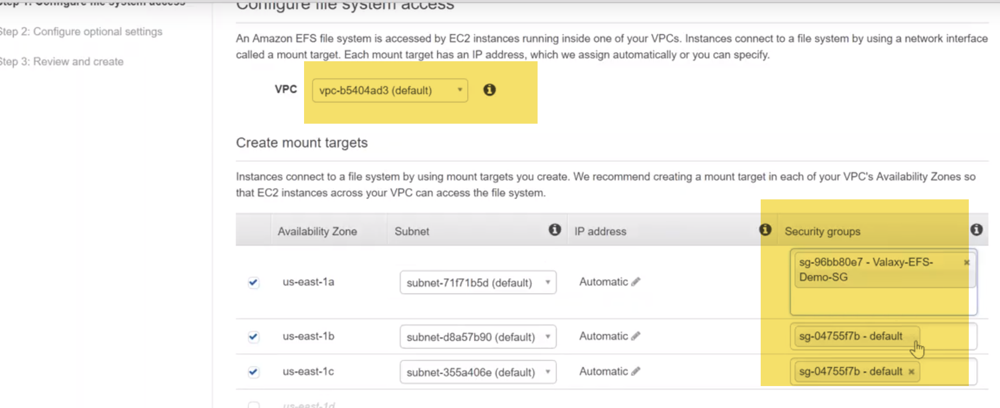 Step 1: Configure file system access
Configure file system access
Step 2: Configure optional settings
Step 3: Review and create
An Amazon EFS file system is accessed by EC2 instances running inside one of your VPCs. Instances connect to a file system by using a network interface
called a mount target. Each mount target has an IP address, which we assign automatically or you can specify.
VPC vpc-b5404ad3 (default)
Create mount targets
Instances connect to a file system by using mount targets you create. We recommend creating a mount target in each of your VPC's Availability Zones so
that EC2 instances across your VPC can access the file system.
Availability Zone Subnet IP address Security groups
us-east-1a subnet-71f71b5d (default) Automatic sg-96bb80e7 - Valaxy-EFS-
Demo-SG
us-east-1b subnet-d8a57b90 (default) Automatic sg-04755f7b - default
us-east-1c subnet-355a406e (default) Automatic sg-04755f7b - default
us-east-1d